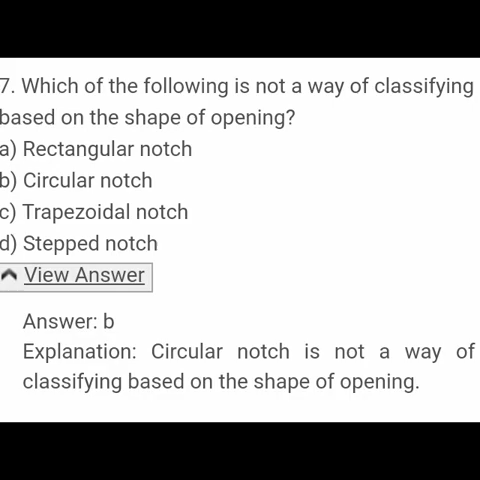 7. Which of the following is not a way of classifying
based on the shape of opening?
a) Rectangular notch
b) Circular notch
c) Trapezoidal notch
d) Stepped notch
View Answer
Answer: b
Explanation: Circular notch is not a way of
classifying based on the shape of opening.